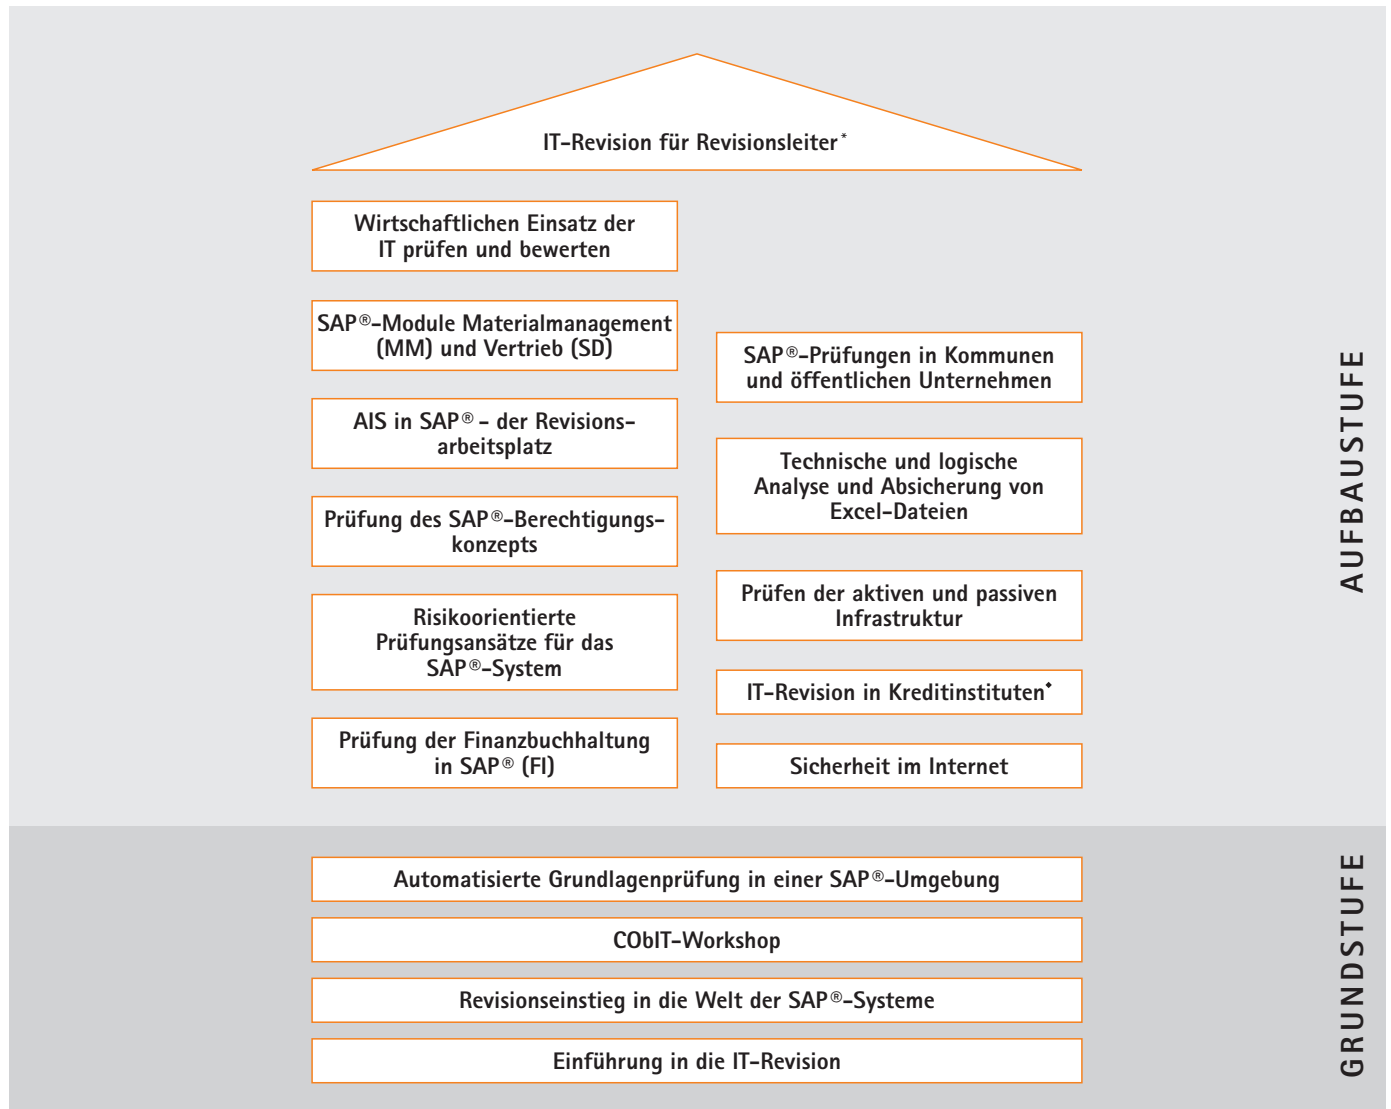 IT-Revision für Revisionsleiter*
Wirtschaftlichen Einsatz der
IT prüfen und bewerten
SAP®-Module Materialmanagement
(MM) und Vertrieb (SD)
AIS in SAP® - der Revisions-
arbeitsplatz
Prüfung des SAP®-Berechtigungs-
konzepts
Risikoorientierte
Prüfungsansätze für das
SAP®-System
Prüfung der Finanzbuchhaltung
in SAP® (FI)
SAP®-Prüfungen in Kommunen
und öffentlichen Unternehmen
Technische und logische
Analyse und Absicherung von
Excel-Dateien
Prüfen der aktiven und passiven
Infrastruktur
IT-Revision in Kreditinstituten◆
Sicherheit im Internet
AUFBAUSTUFE
Automatisierte Grundlagenprüfung in einer SAP®-Umgebung
CObIT-Workshop
Revisionseinstieg in die Welt der SAP®-Systeme
Einführung in die IT-Revision
GRUNDSTUFE